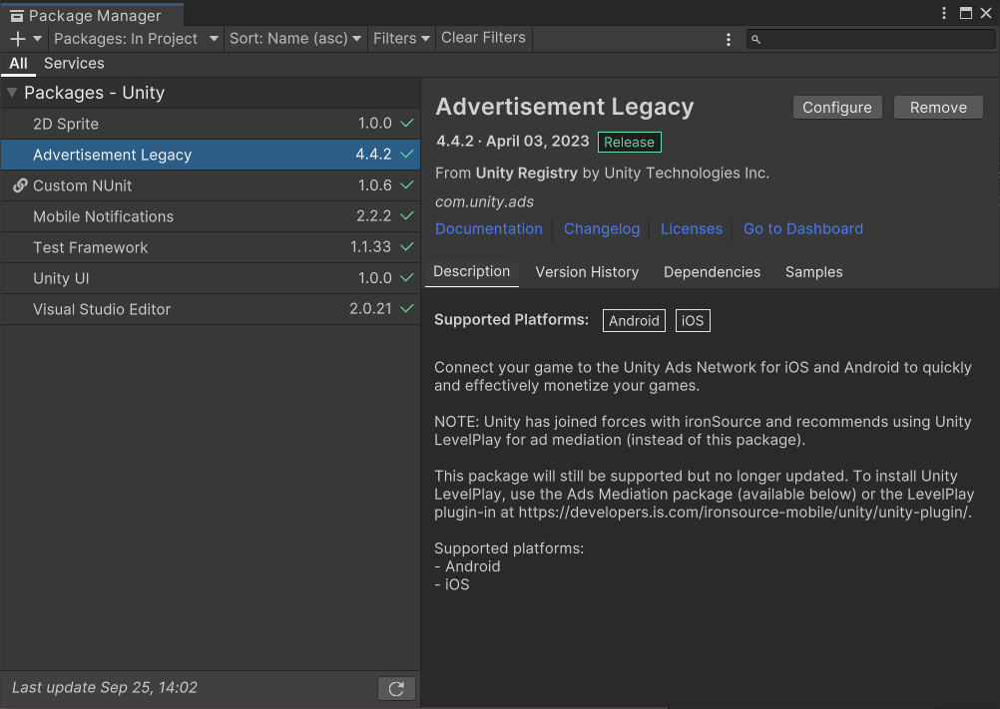 Package Manager
Packages: In Project
Sort: Name (asc)
Filters
Clear Filters
All
Services
Packages - Unity
2D Sprite 1.0.0
Advertisement Legacy 4.4.2
Custom NUnit 1.0.6
Mobile Notifications 2.2.2
Test Framework 1.1.33
Unity UI 1.0.0
Visual Studio Editor 2.0.21
Last update Sep 25, 14:02
Advertisement Legacy
Configure
Remove
4.4.2 · April 03, 2023 Release
From Unity Registry by Unity Technologies Inc.
com.unity.ads
Documentation
Changelog
Licenses
Go to Dashboard
Description
Version History
Dependencies
Samples
Supported Platforms: Android iOS
Connect your game to the Unity Ads Network for iOS and Android to quickly
and effectively monetize your games.
NOTE: Unity has joined forces with ironSource and recommends using Unity
LevelPlay for ad mediation (instead of this package).
This package will still be supported but no longer updated. To install Unity
LevelPlay, use the Ads Mediation package (available below) or the LevelPlay
plugin-in at https://developers.is.com/ironsource-mobile/unity/unity-plugin/.
Supported platforms:
- Android
- iOS